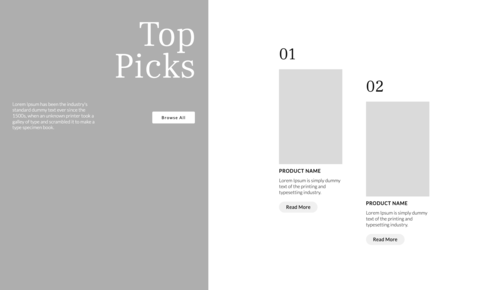 Top
Picks
Lorem Ipsum has been the industry's
standard dummy text ever since the
1500s, when an unknown printer took a
galley of type and scrambled it to make a
type specimen book.
Browse All
01
PRODUCT NAME
Lorem Ipsum is simply dummy
text of the printing and
typesetting industry.
Read More
02
PRODUCT NAME
Lorem Ipsum is simply dummy
text of the printing and
typesetting industry.
Read More